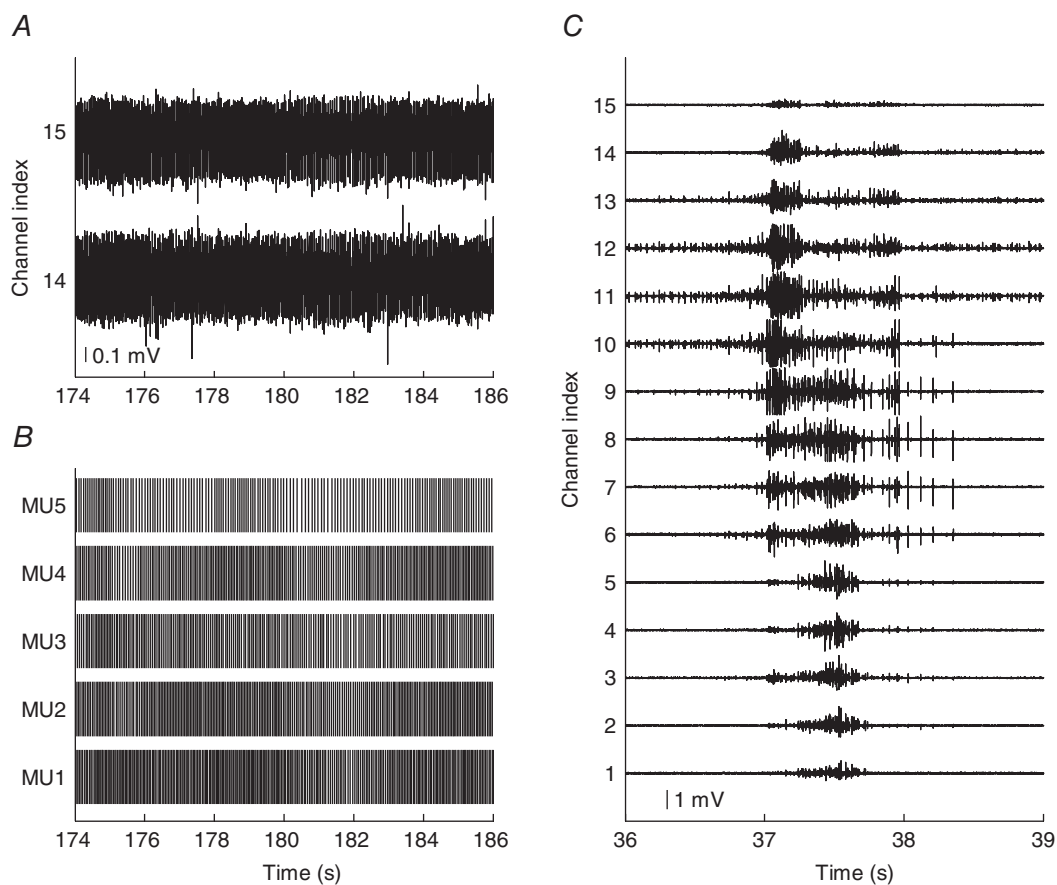 A
Channel index
15
14
0.1 mV
174 176 178 180 182 184 186
B
MU5
MU4
MU3
MU2
MU1
174 176 178 180 182 184 186
Time (s)
C
Channel index
15
14
13
12
11
10
9
8
7
6
5
4
3
2
1
1 mV
36 37 38 39
Time (s)